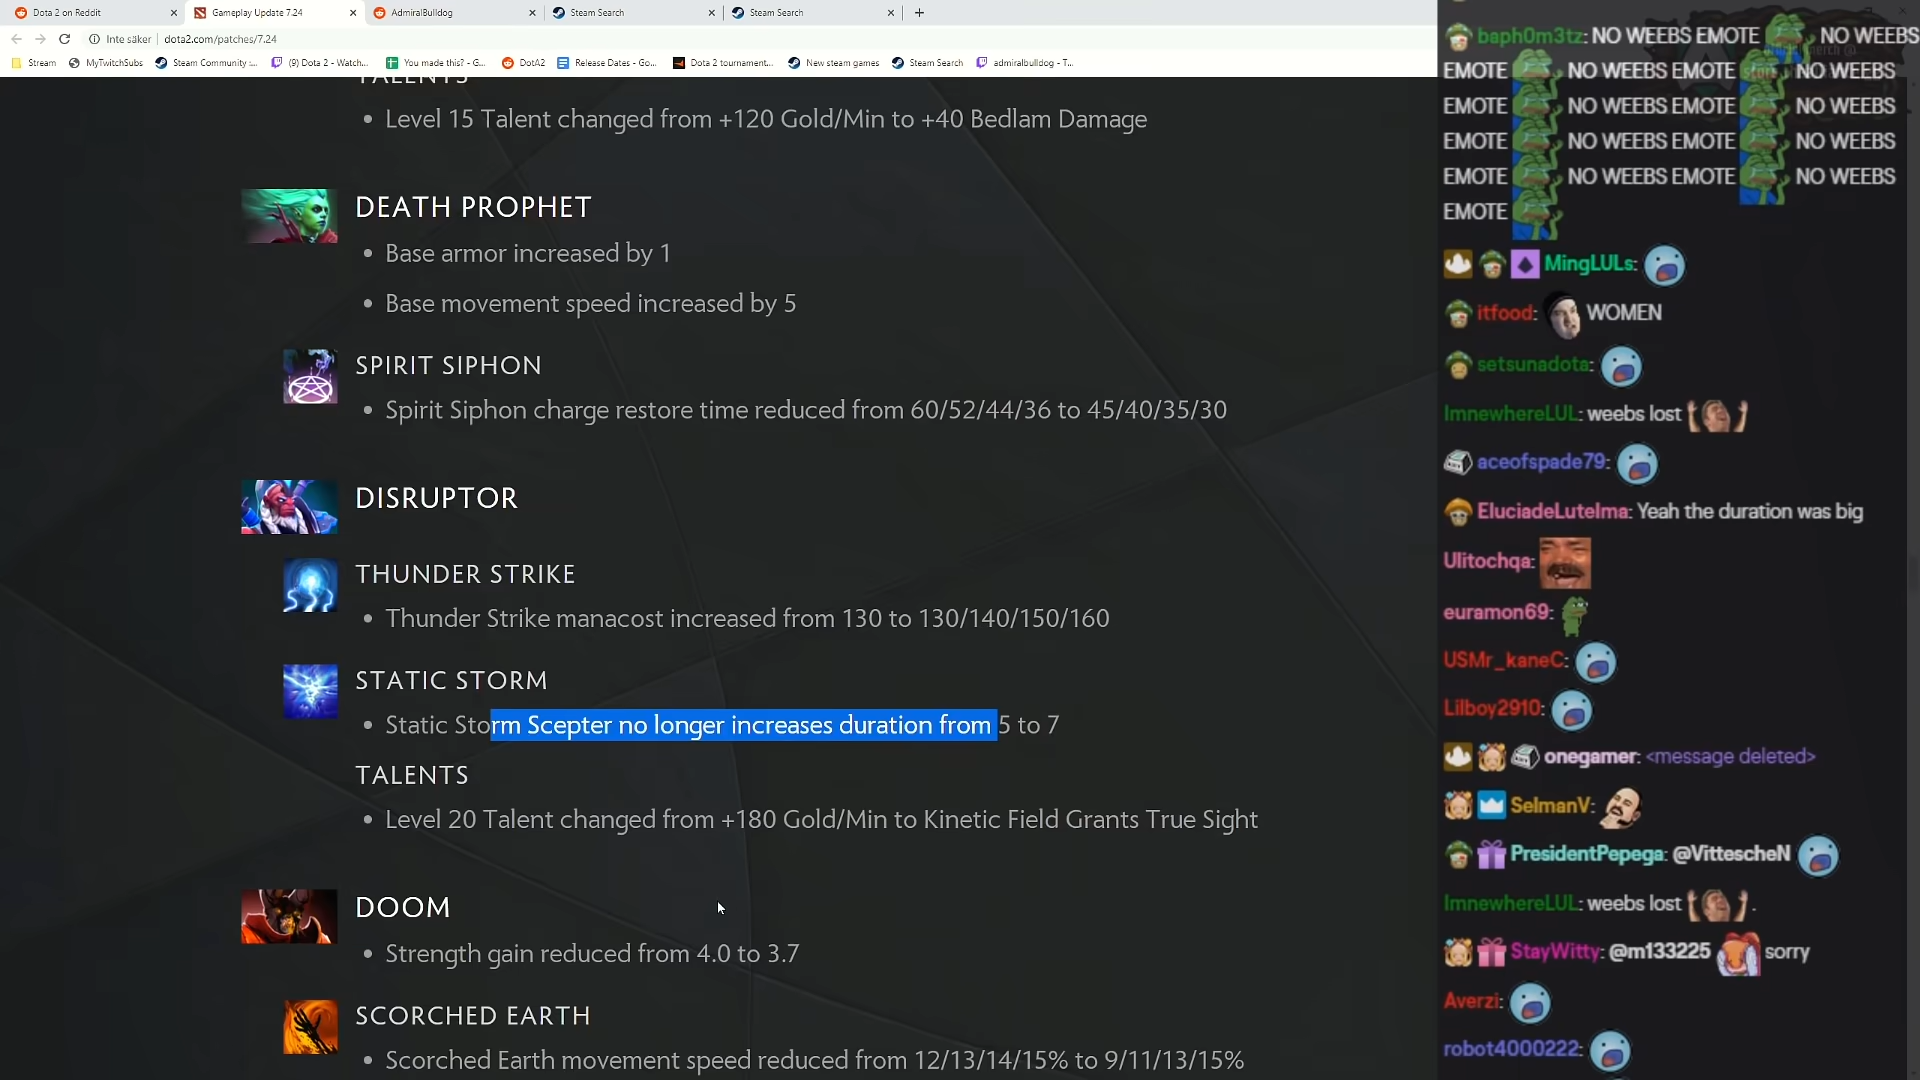 Dota 2 on Reddit
Gameplay Update 7.24
AdmiralBulldog
Steam Search
Steam Search
Inte säker
dota2.com/patches/7.24
Stream
MyTwitchSubs
Steam Community :...
(9) Dota 2 - Watch...
You made this? - G...
DotA2
Release Dates - Go...
Dota 2 tournament...
New steam games
Steam Search
admiralbulldog - T...
TALENTS
Level 15 Talent changed from +120 Gold/Min to +40 Bedlam Damage
DEATH PROPHET
Base armor increased by 1
Base movement speed increased by 5
SPIRIT SIPHON
Spirit Siphon charge restore time reduced from 60/52/44/36 to 45/40/35/30
DISRUPTOR
THUNDER STRIKE
Thunder Strike manacost increased from 130 to 130/140/150/160
STATIC STORM
Static Storm Scepter no longer increases duration from 5 to 7
TALENTS
Level 20 Talent changed from +180 Gold/Min to Kinetic Field Grants True Sight
DOOM
Strength gain reduced from 4.0 to 3.7
SCORCHED EARTH
Scorched Earth movement speed reduced from 12/13/14/15% to 9/11/13/15%
baph0m3tz: NO WEEBS EMOTE NO WEEBS
EMOTE NO WEEBS EMOTE NO WEEBS
EMOTE NO WEEBS EMOTE NO WEEBS
EMOTE NO WEEBS EMOTE NO WEEBS
EMOTE NO WEEBS EMOTE NO WEEBS
EMOTE
MingLULs:
itfood: WOMEN
setsunadota:
ImnewhereLUL: weebs lost
aceofspade79:
EluciadeLutelma: Yeah the duration was big
Ulitochqa:
euramon69:
USMr_kaneC:
Lilboy2910:
onegamer: <message deleted>
SelmanV:
PresidentPepega: @VittescheN
ImnewhereLUL: weebs lost .
StayWitty: @m133225 sorry
Averzi:
robot4000222: